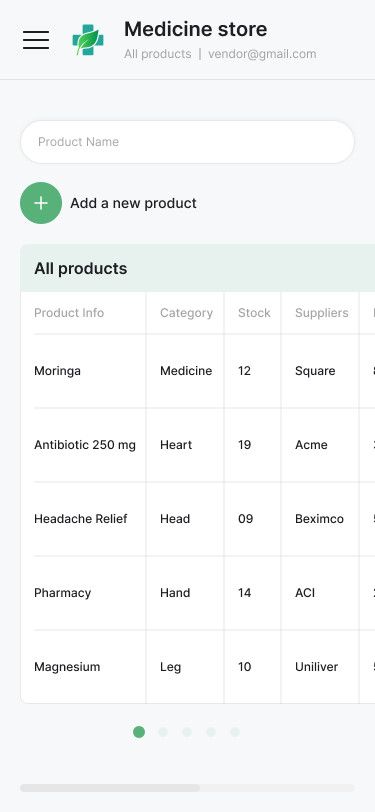 Medicine store
All products | vendor@gmail.com
Product Name
Add a new product
All products
Product Info Category Stock Suppliers
Moringa Medicine 12 Square
Antibiotic 250 mg Heart 19 Acme
Headache Relief Head 09 Beximco
Pharmacy Hand 14 ACI
Magnesium Leg 10 Uniliver